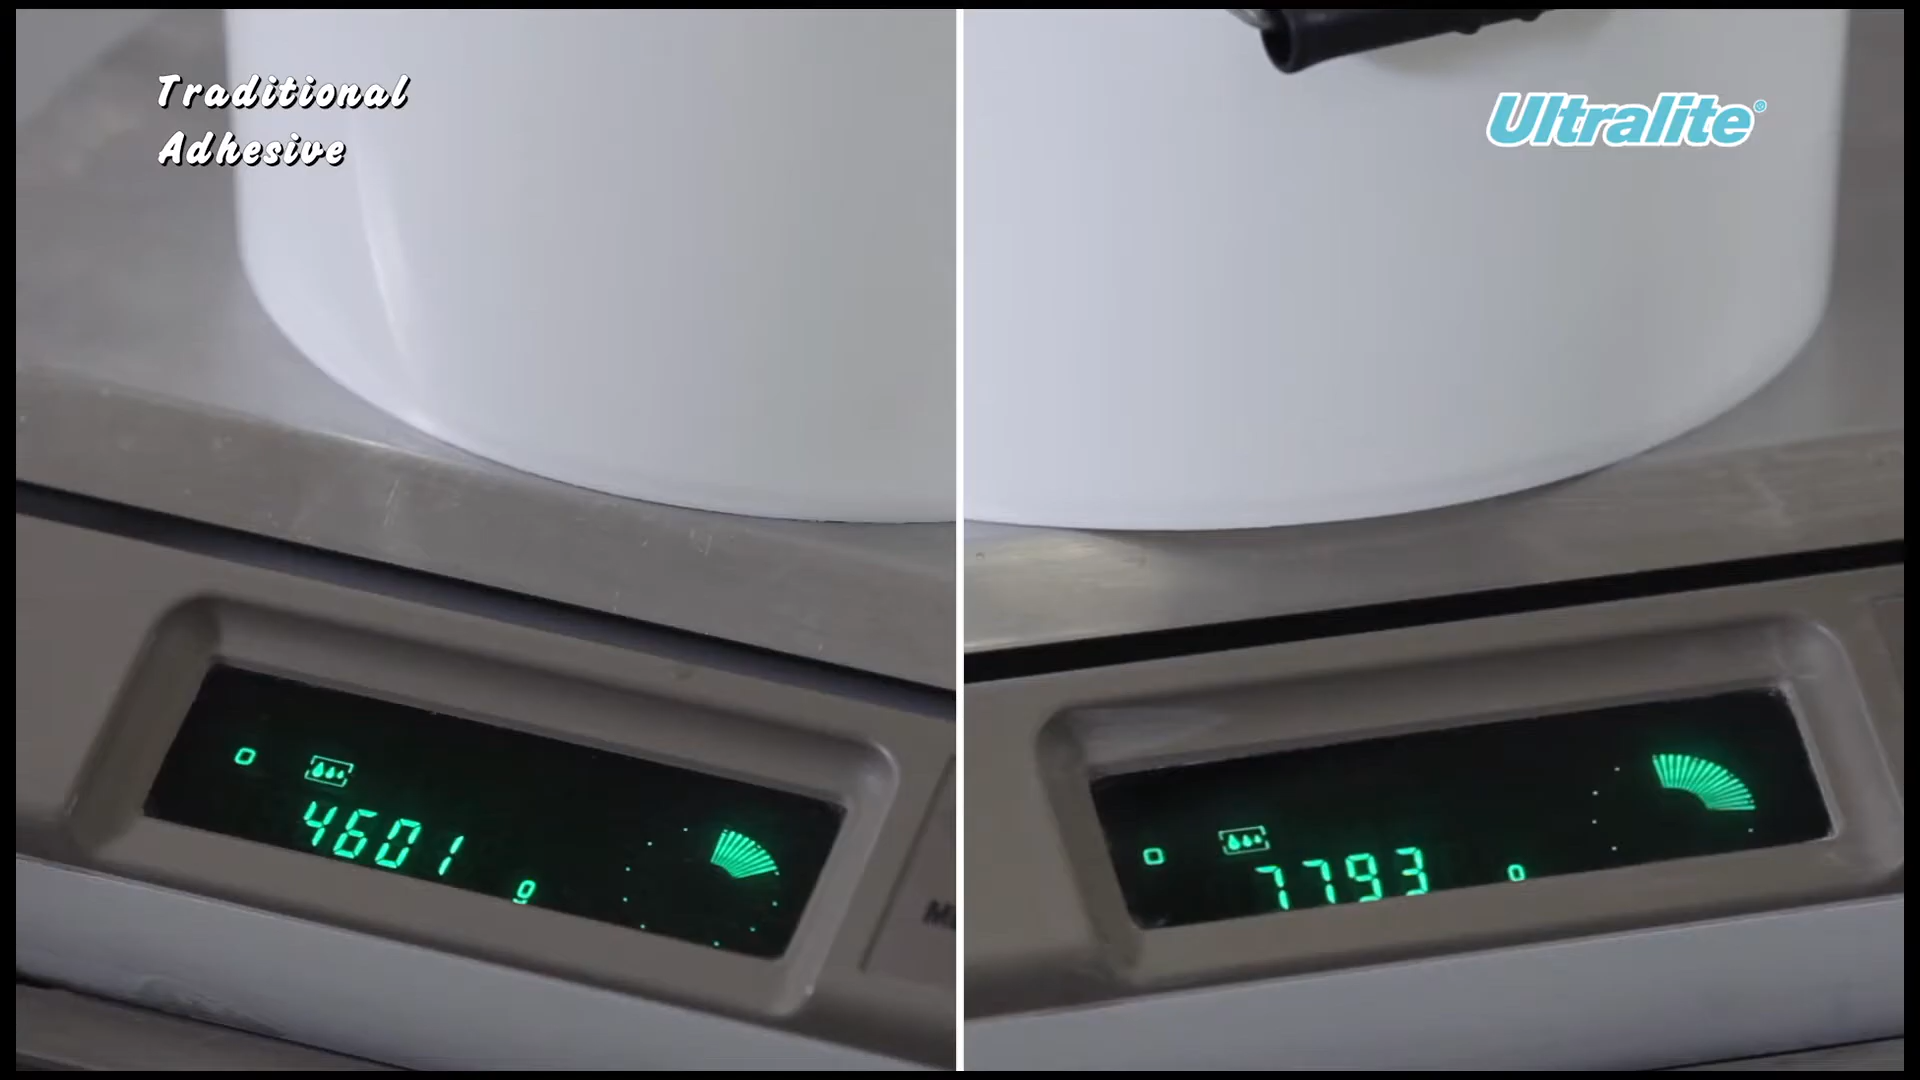 Traditional
Adhesive
Ultralite®
4601 g
7793 g